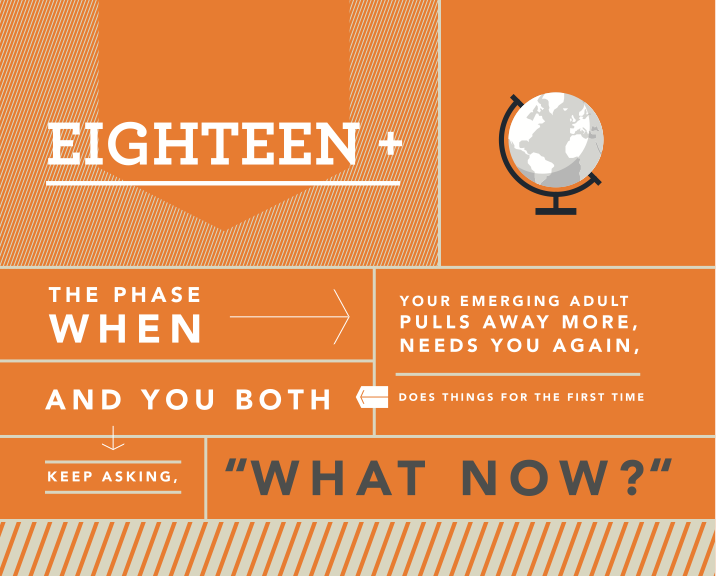 EIGHTEEN +
THE PHASE
WHEN
YOUR EMERGING ADULT
PULLS AWAY MORE,
NEEDS YOU AGAIN,
DOES THINGS FOR THE FIRST TIME
AND YOU BOTH
KEEP ASKING,
“WHAT NOW?“